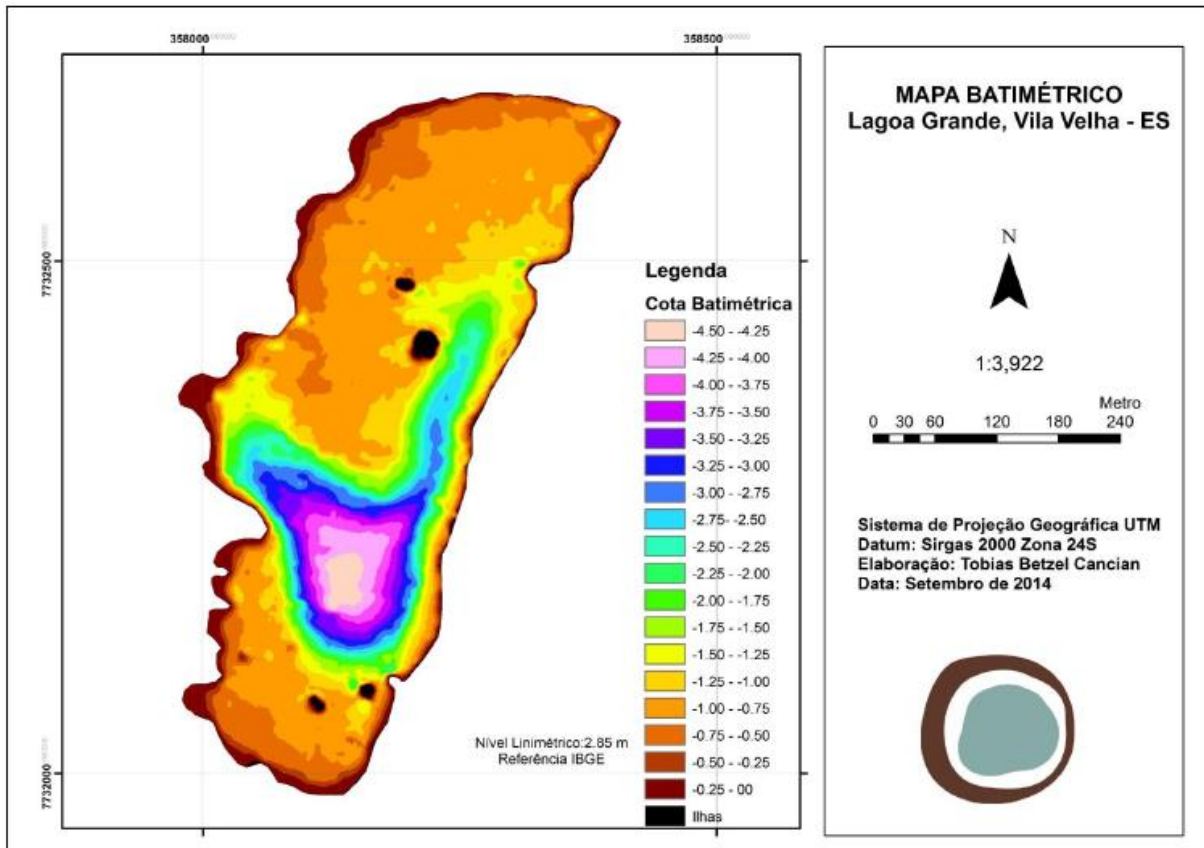 358000
358500
7732500
7732000
Legenda
Cota Batimétrica
-4.50 - -4.25
-4.25 - -4.00
-4.00 - -3.75
-3.75 - -3.50
-3.50 - -3.25
-3.25 - -3.00
-3.00 - -2.75
-2.75 - -2.50
-2.50 - -2.25
-2.25 - -2.00
-2.00 - -1.75
-1.75 - -1.50
-1.50 - -1.25
-1.25 - -1.00
-1.00 - -0.75
-0.75 - -0.50
-0.50 - -0.25
-0.25 - 00
Ilhas
Nível Linimétrico:2.85 m
Referência IBGE
MAPA BATIMÉTRICO
Lagoa Grande, Vila Velha - ES
N
1:3,922
Metro
0 30 60 120 180 240
Sistema de Projeção Geográfica UTM
Datum: Sirgas 2000 Zona 24S
Elaboração: Tobias Betzel Cancian
Data: Setembro de 2014